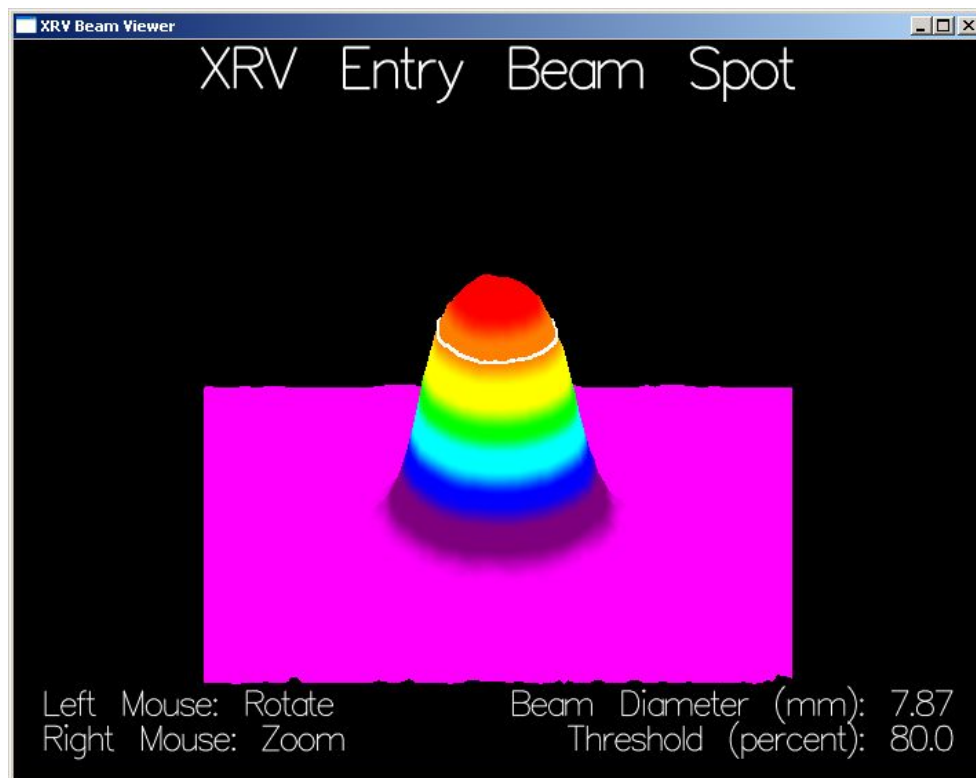 XRV Beam Viewer
XRV Entry Beam Spot
Left Mouse: Rotate
Right Mouse: Zoom
Beam Diameter (mm): 7.87
Threshold (percent): 80.0